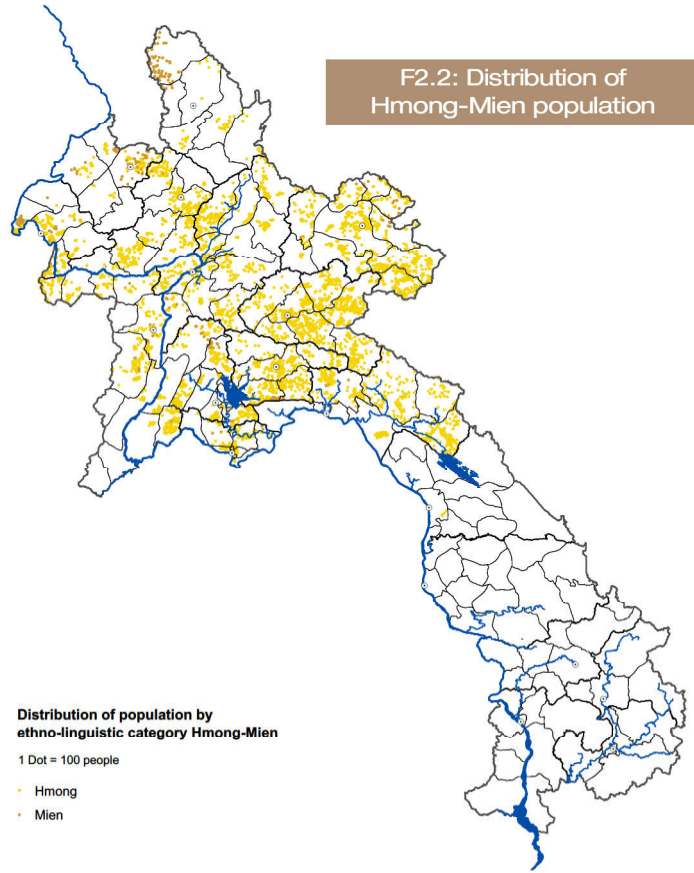 F2.2: Distribution of
Hmong-Mien population
Distribution of population by
ethno-linguistic category Hmong-Mien
1 Dot = 100 people
Hmong
Mien